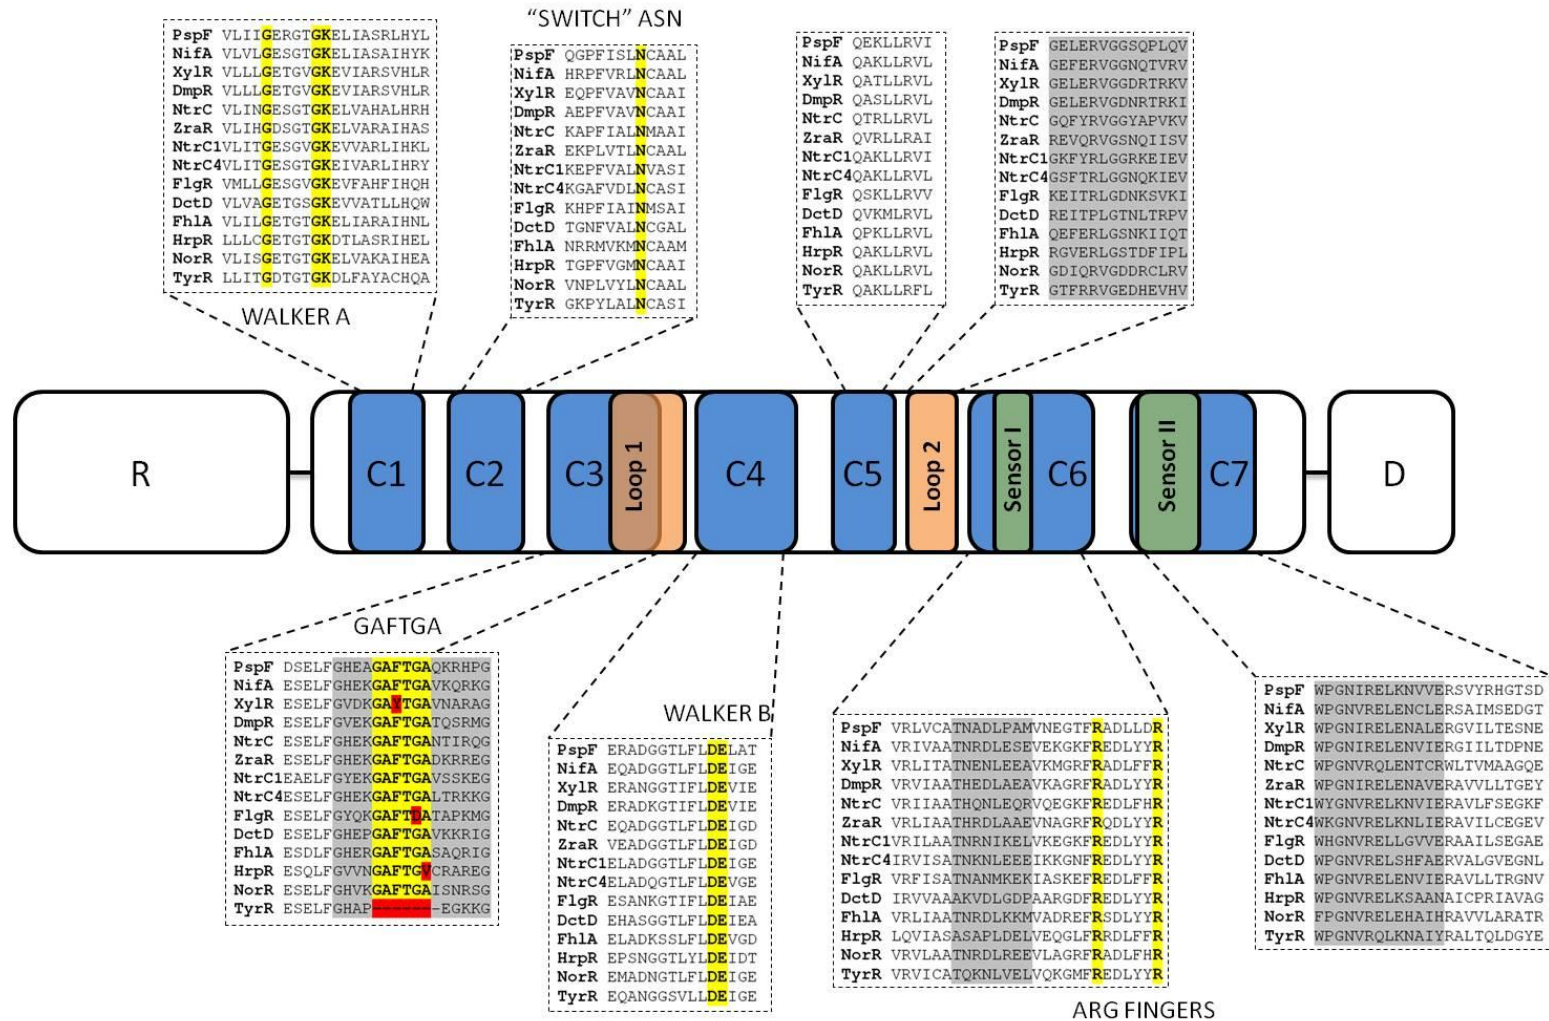 WALKER A
PspF VLIIGERGTGKELIASRLHYL
NifA VLVLGESGTGKELIASAIHYK
XylR VLLLGETGVGKEVIARSVHLR
DmpR VLLLGETGVGKEVIARSVHLR
NtrC VLINGESGTGKELVAHALHRH
ZraR VLIHGDSGTGKELVARAIHAS
NtrC1VLITGESGVGKEVVARLIHKL
NtrC4VLITGESGTGKEIVARLIHRY
FlgR VMLLGESGVGKEVFAHFIHQH
DctD VLVAGETGSGKEVVATLLHQW
FhlA VLILGETGTGKELIARAIHNL
HrpR LLLCGETGTGKDTLASRIHEL
NorR VLISGETGTGKELVAKAIHEA
TyrR LLITGDTGTGKDLFAYACHQA
"SWITCH" ASN
PspF QGPFISLNCAAL
NifA HRPFVRLNCAAL
XylR EQPFVAVNCAAI
DmpR AEPFVAVNCAAI
NtrC KAPFIALNMAAI
ZraR EKPLVTLNCAAL
NtrC1KEPFVALNVASI
NtrC4KGAFVDLNCASI
FlgR KHPFIAINMSAI
DctD TGNFVALNCGAL
FhlA NRRMVKMNCAAM
HrpR TGPFVGMNCAAI
NorR VNPLVYLNCAAL
TyrR GKPYLALNCASI
PspF QEKLLRVI
NifA QAKLLRVL
XylR QATLLRVL
DmpR QASLLRVL
NtrC QTRLLRVL
ZraR QVRLLRAI
NtrC1QAKLLRVI
NtrC4QAKLLRVL
FlgR QSKLLRVV
DctD QVKMLRVL
FhlA QPKLLRVL
HrpR QAKLLRVL
NorR QAKLLRVL
TyrR QAKLLRFL
PspF GELERVGGSQPLQV
NifA GEFERVGGNQTVRV
XylR GELERVGGDRTRKV
DmpR GELERVGDNRTRKI
NtrC GQFYRVGGYAPVKV
ZraR REVQRVGSNQIISV
NtrC1GKFYRLGGRKEIEV
NtrC4GSFTRLGGNQKIEV
FlgR KEITRLGDNKSVKI
DctD REITPLGTNLTRPV
FhlA QEFERLGSNKIIQT
HrpR RGVERLGSTDFIPL
NorR GDIQRVGDDRCLRV
TyrR GTFRRVGEDHEVHV
R
C1
C2
C3
Loop 1
C4
C5
Loop 2
Sensor I
C6
Sensor II
C7
D
GAFTGA
PspF DSELFGHEAGAFTGAQKRHPG
NifA ESELFGHEKGAFTGAVKQRKG
XylR ESELFGVDKGAYTGAVNARAG
DmpR ESELFGVEKGAFTGATQSRMG
NtrC ESELFGHEKGAFTGANTIRQG
ZraR ESELFGHEKGAFTGADKRREG
NtrC1EAELFGYEKGAFTGAVSSKEG
NtrC4ESELFGHEKGAFTGALTRKKG
FlgR ESELFGYQKGAFTDATAPKMG
DctD ESELFGHEPGAFTGAVKKRIG
FhlA ESDLFGHERGAFTGASAQRIG
HrpR ESQLFGVVNGAFTGVCRAREG
NorR ESELFGHVKGAFTGAISNRSG
TyrR ESELFGHAP-------EGKKG
WALKER B
PspF ERADGGTLFLDELAT
NifA EQADGGTLFLDEIGE
XylR ERANGGTIFLDEVIE
DmpR ERADKGTIFLDEVIE
NtrC EQADGGTLFLDEIGD
ZraR VEADGGTLFLDEIGD
NtrC1ELADGGTLFLDEIGE
NtrC4ELADQGTLFLDEVGE
FlgR ESANKGTIFLDEIAE
DctD EHASGGTLFLDEIEA
FhlA ELADKSSLFLDEVGD
HrpR EPSNGGTLYLDEIDT
NorR EMADNGTLFLDEIGE
TyrR EQANGGSVLLDEIGE
PspF VRLVCATNADLPAMVNEGTFRADLLDR
NifA VRIVAATNRDLESEVEKGKFREDLYYR
XylR VRLITATNENLEEAVKMGRFRADLFFR
DmpR VRVIAATHEDLAEAVKAGRFRADLYYR
NtrC VRIIAATHQNLEQRVQEGKFREDLFHR
ZraR VRLIAATHRDLAAEVNAGRFRQDLYYR
NtrC1VRILAATNRNIKELVKEGKFREDLYYR
NtrC4IRVISATNKNLEEEIKKGNFREDLYYR
FlgR VRFISATNANMKEKIASKEFREDLFFR
DctD IRVVAAAKVDLGDPAARGDFREDLYYR
FhlA VRLIAATNRDLKKMVADREFRSDLYYR
HrpR LQVIASASAPLDELVEQGLFRRDLFFR
NorR VRVLAATNRDLREEVLAGRFRADLFHR
TyrR VRVICATQKNLVELVQKGMFREDLYYR
ARG FINGERS
PspF WPGNIRELKNVVERSVYRHGTSD
NifA WPGNVRELENCLERSAIMSEDGT
XylR WPGNIRELENALERGVILTESNE
DmpR WPGNIRELENVIERGIILTDPNE
NtrC WPGNVRQLENTCRWLTVMAAGQE
ZraR WPGNIRELENAVERAVVLLTGEY
NtrC1WYGNVRELKNVIERAVLFSEGKF
NtrC4WKGNVRELKNLIERAVILCEGEV
FlgR WHGNVRELLGVVERAAILSEGAE
DctD WPGNVRELSHFAERVALGVEGNL
FhlA WPGNVRELENVIERAVLLTRGNV
HrpR WPGNVRELKSAANAICPRIAVAG
NorR FPGNVRELEHAIHRAVVLARATR
TyrR WPGNVRQLKNAIYRALTQLDGYE